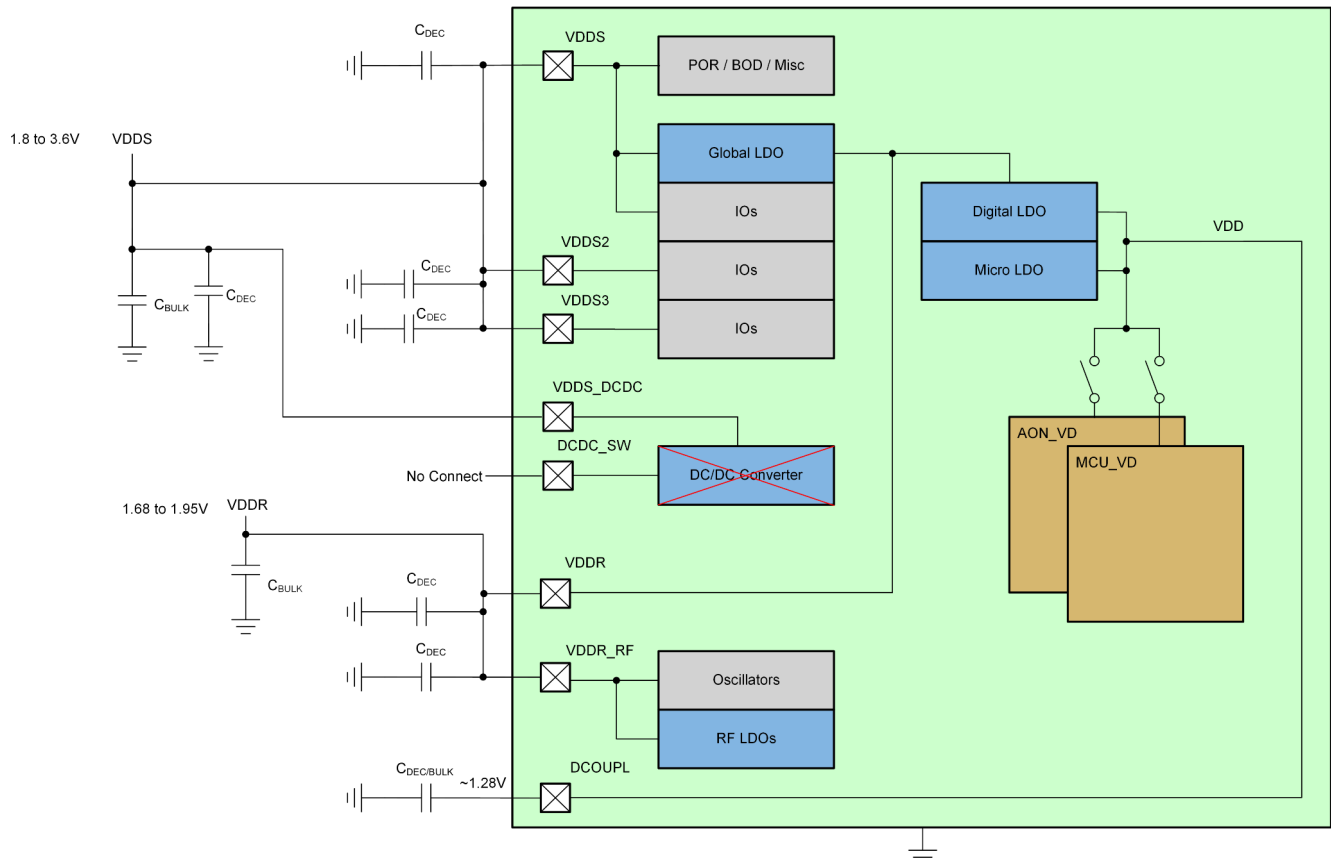 CDEC
VDDS
POR / BOD / Misc
1.8 to 3.6V
VDDS
Global LDO
IOs
Digital LDO
VDD
VDDS2
CDEC
IOs
Micro LDO
CBULK
CDEC
VDDS3
CDEC
IOs
VDDS_DCDC
AON_VD
DCDC_SW
MCU_VD
No Connect
DC/DC Converter
1.68 to 1.95V
VDDR
VDDR
CDEC
CBULK
CDEC
VDDR_RF
Oscillators
RF LDOs
CDEC/BULK
~1.28V
DCOUPL